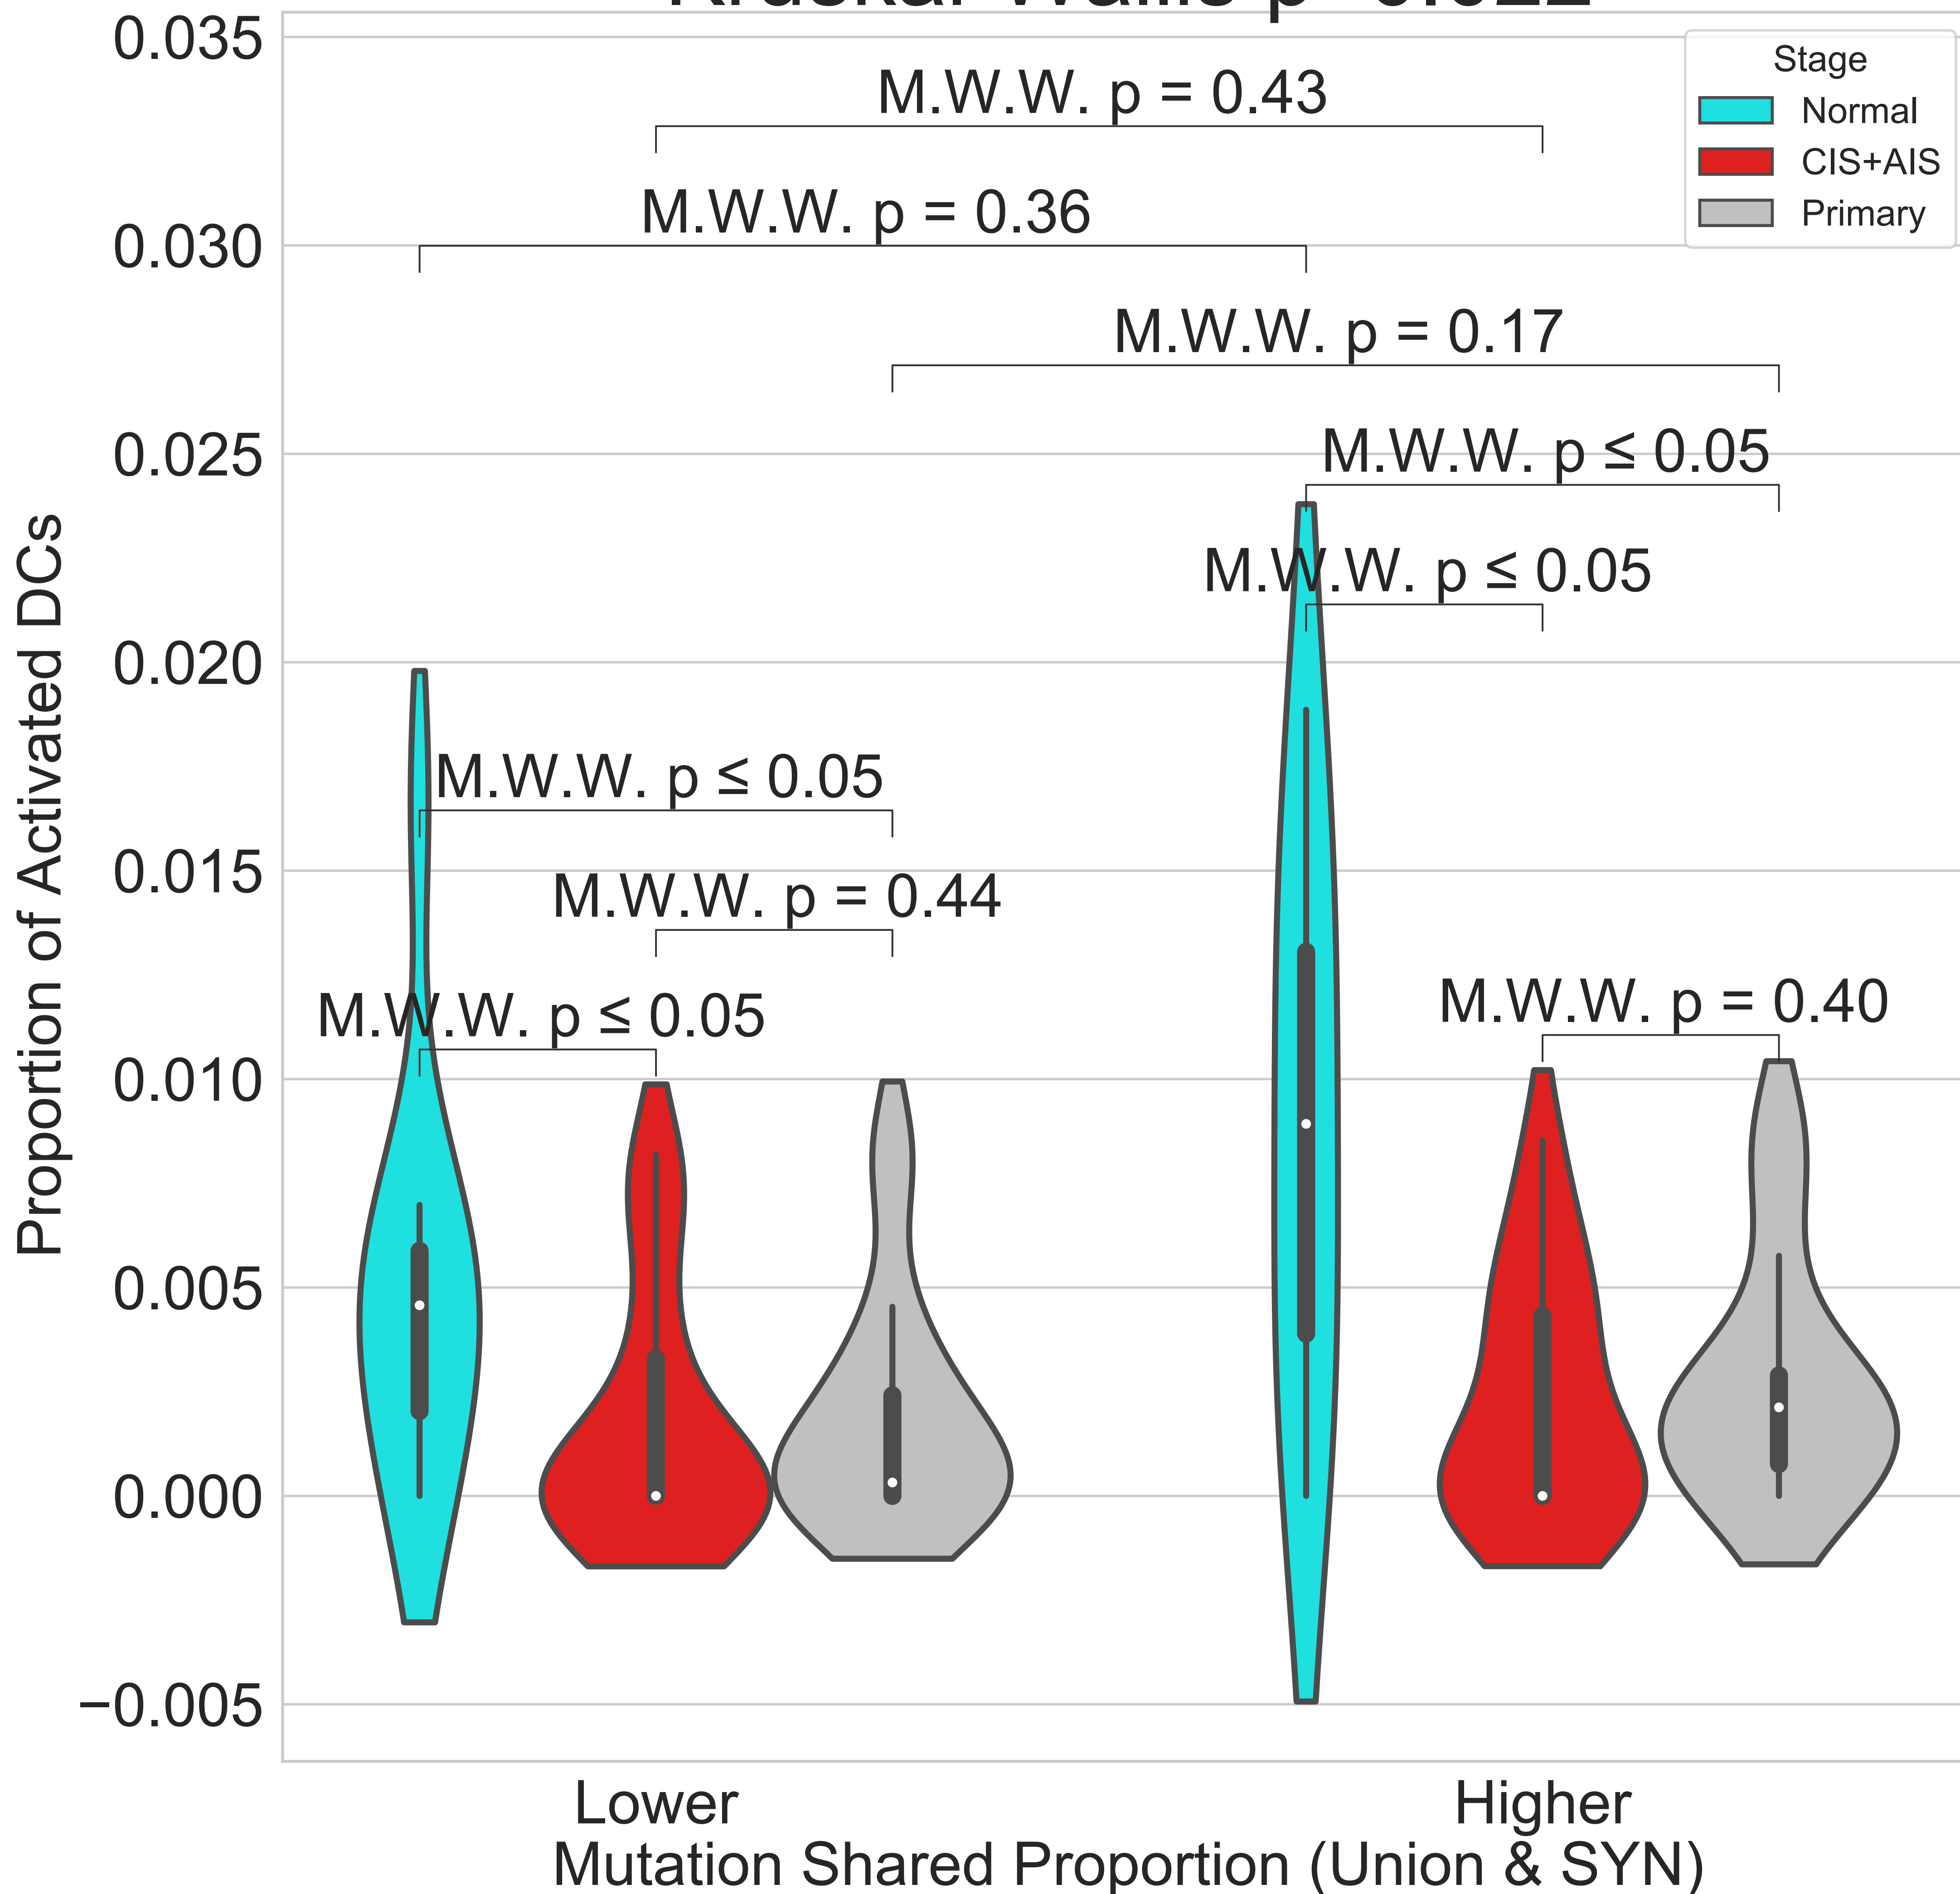 0.035
0.030
0.025
0.020
0.015
0.010
0.005
0.000
−0.005
Proportion of Activated DCs
M.W.W. p = 0.43
M.W.W. p = 0.36
M.W.W. p = 0.17
M.W.W. p ≤ 0.05
M.W.W. p ≤ 0.05
M.W.W. p ≤ 0.05
M.W.W. p = 0.44
M.W.W. p ≤ 0.05
M.W.W. p = 0.40
Stage
Normal
CIS+AIS
Primary
Lower
Higher
Mutation Shared Proportion (Union & SYN)